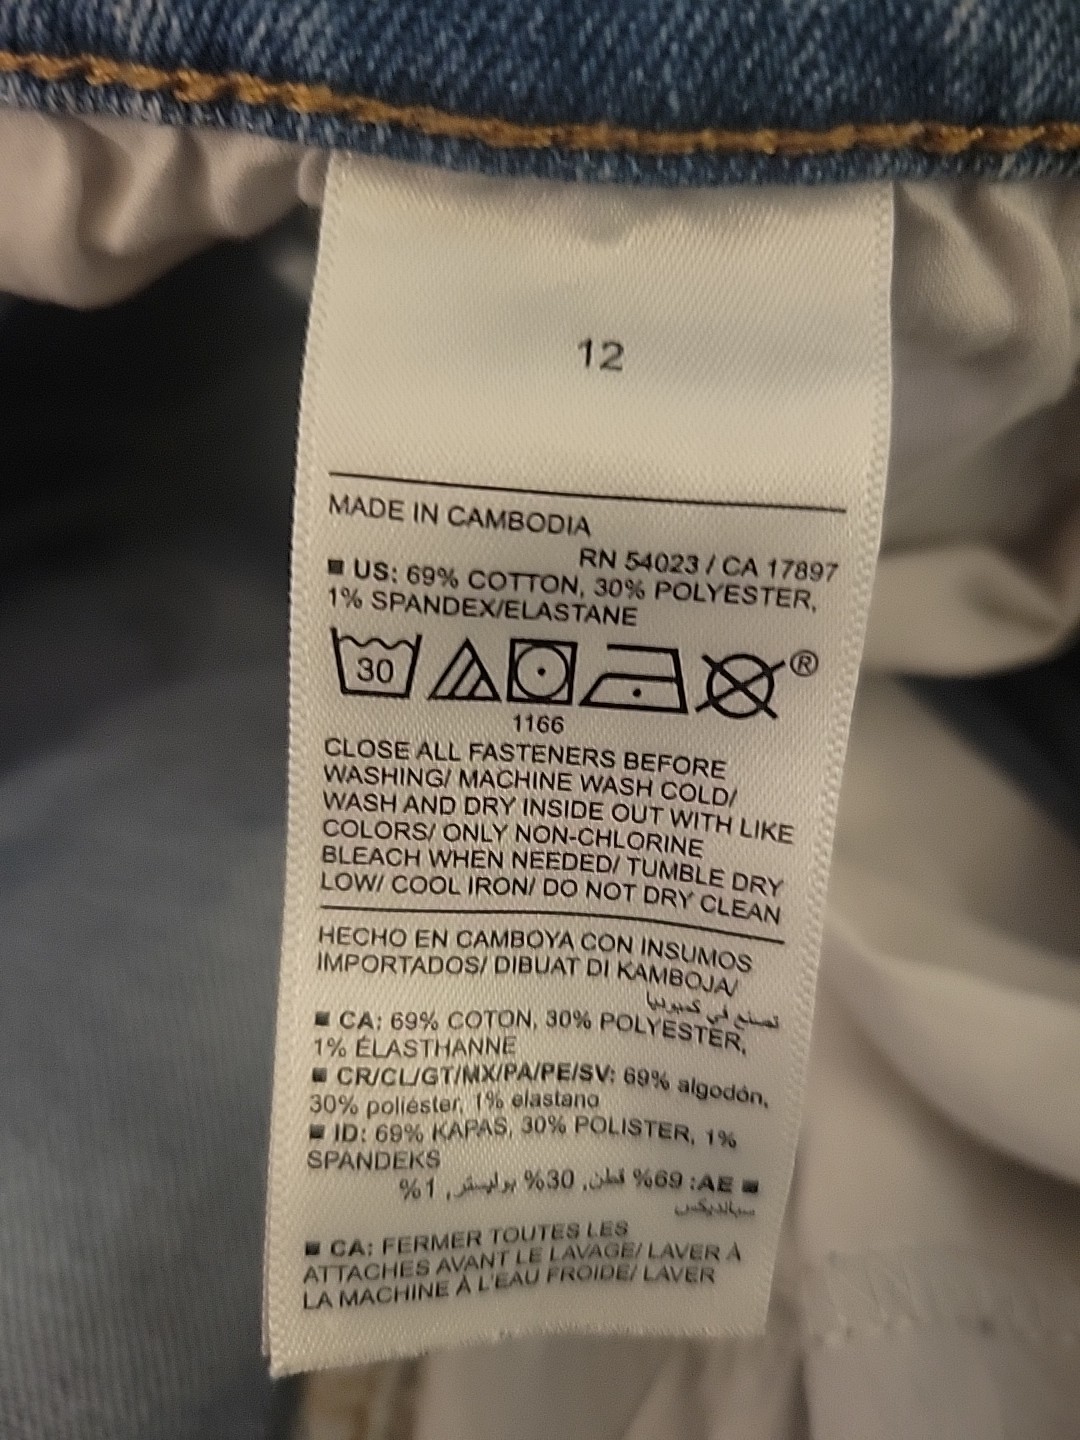 12
MADE IN CAMBODIA
RN 54023 / CA 17897
■ US: 69% COTTON, 30% POLYESTER,
1% SPANDEX/ELASTANE
30
®
1166
CLOSE ALL FASTENERS BEFORE
WASHING/ MACHINE WASH COLD/
WASH AND DRY INSIDE OUT WITH LIKE
COLORS/ ONLY NON-CHLORINE
BLEACH WHEN NEEDED/ TUMBLE DRY
LOW/ COOL IRON/ DO NOT DRY CLEAN
HECHO EN CAMBOYA CON INSUMOS
IMPORTADOS/ DIBUAT DI KAMBOJA/
تصنع في كمبوديا
■ CA: 69% COTON, 30% POLYESTER,
1% ÉLASTHANNE
■ CR/CL/GT/MX/PA/PE/SV: 69% algodón,
30% poliéster, 1% elastano
■ ID: 69% KAPAS, 30% POLISTER, 1%
SPANDEKS
■ AE: 69% قطن, 30% بوليستر, 1%
سباندیکس
■ CA: FERMER TOUTES LES
ATTACHES AVANT LE LAVAGE/ LAVER À
LA MACHINE À L'EAU FROIDE/ LAVER